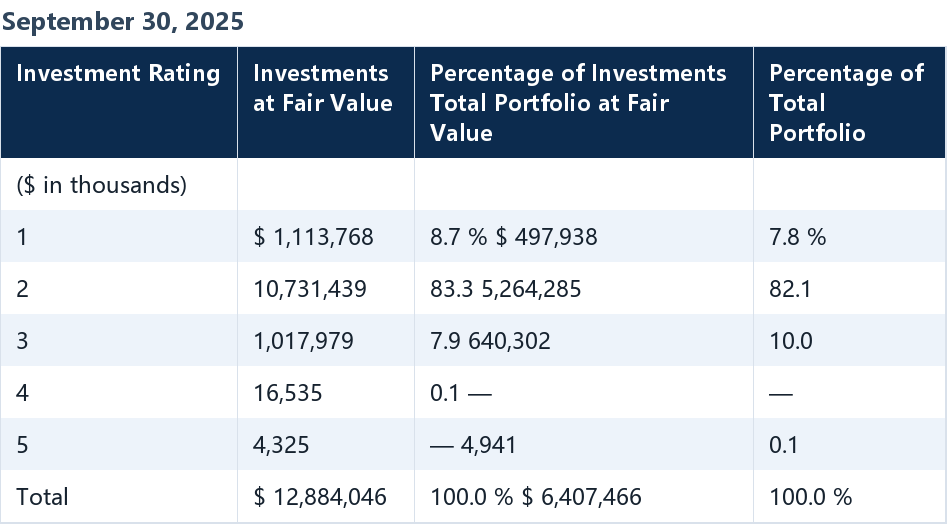 September 30, 2025
Investment Rating
Investments
at Fair Value
Percentage of Investments
Total Portfolio at Fair
Value
Percentage of
Total
Portfolio
($ in thousands)
1 $ 1,113,768 8.7 % $ 497,938 7.8 %
2 10,731,439 83.3 5,264,285 82.1
3 1,017,979 7.9 640,302 10.0
4 16,535 0.1 — —
5 4,325 — 4,941 0.1
Total $ 12,884,046 100.0 % $ 6,407,466 100.0 %